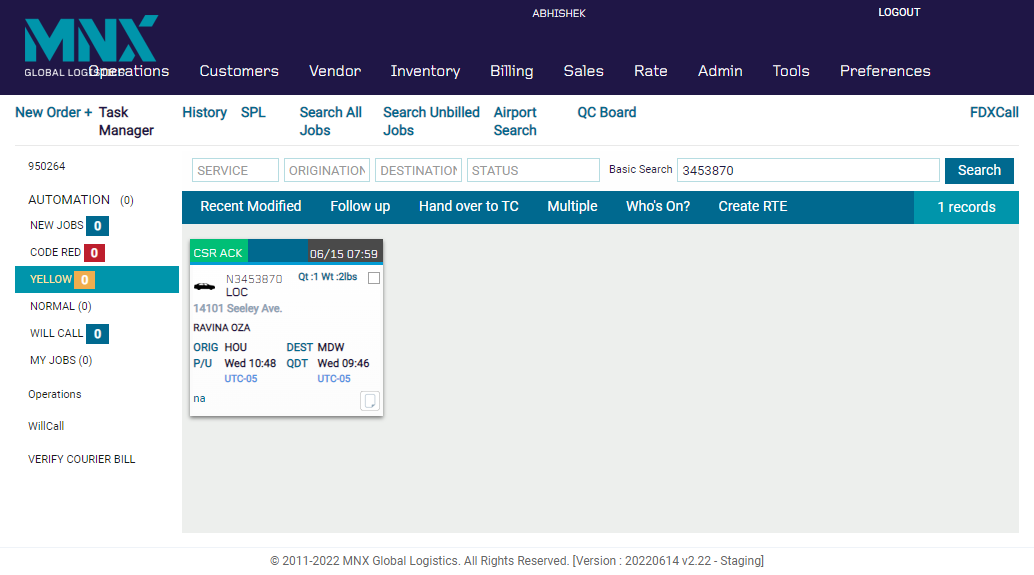 ABHISHEK
LOGOUT
MNX
GLOBAL LOGISTICS
Operations Customers Vendor Inventory Billing Sales Rate Admin Tools Preferences
New Order + Task Manager History SPL Search All Jobs Search Unbilled Jobs Airport Search QC Board FDXCall
950264
AUTOMATION (0)
NEW JOBS 0
CODE RED 0
YELLOW 0
NORMAL (0)
WILL CALL 0
MY JOBS (0)
Operations
WillCall
VERIFY COURIER BILL
SERVICE ORIGINATION DESTINATION STATUS Basic Search 3453870 Search
Recent Modified Follow up Hand over to TC Multiple Who's On? Create RTE 1 records
CSR ACK 06/15 07:59
N3453870 Qt :1 Wt :2lbs
LOC
14101 Seeley Ave.
RAVINA OZA
ORIG HOU DEST MDW
P/U Wed 10:48 QDT Wed 09:46
UTC-05 UTC-05
na
© 2011-2022 MNX Global Logistics. All Rights Reserved. [Version : 20220614 v2.22 - Staging]